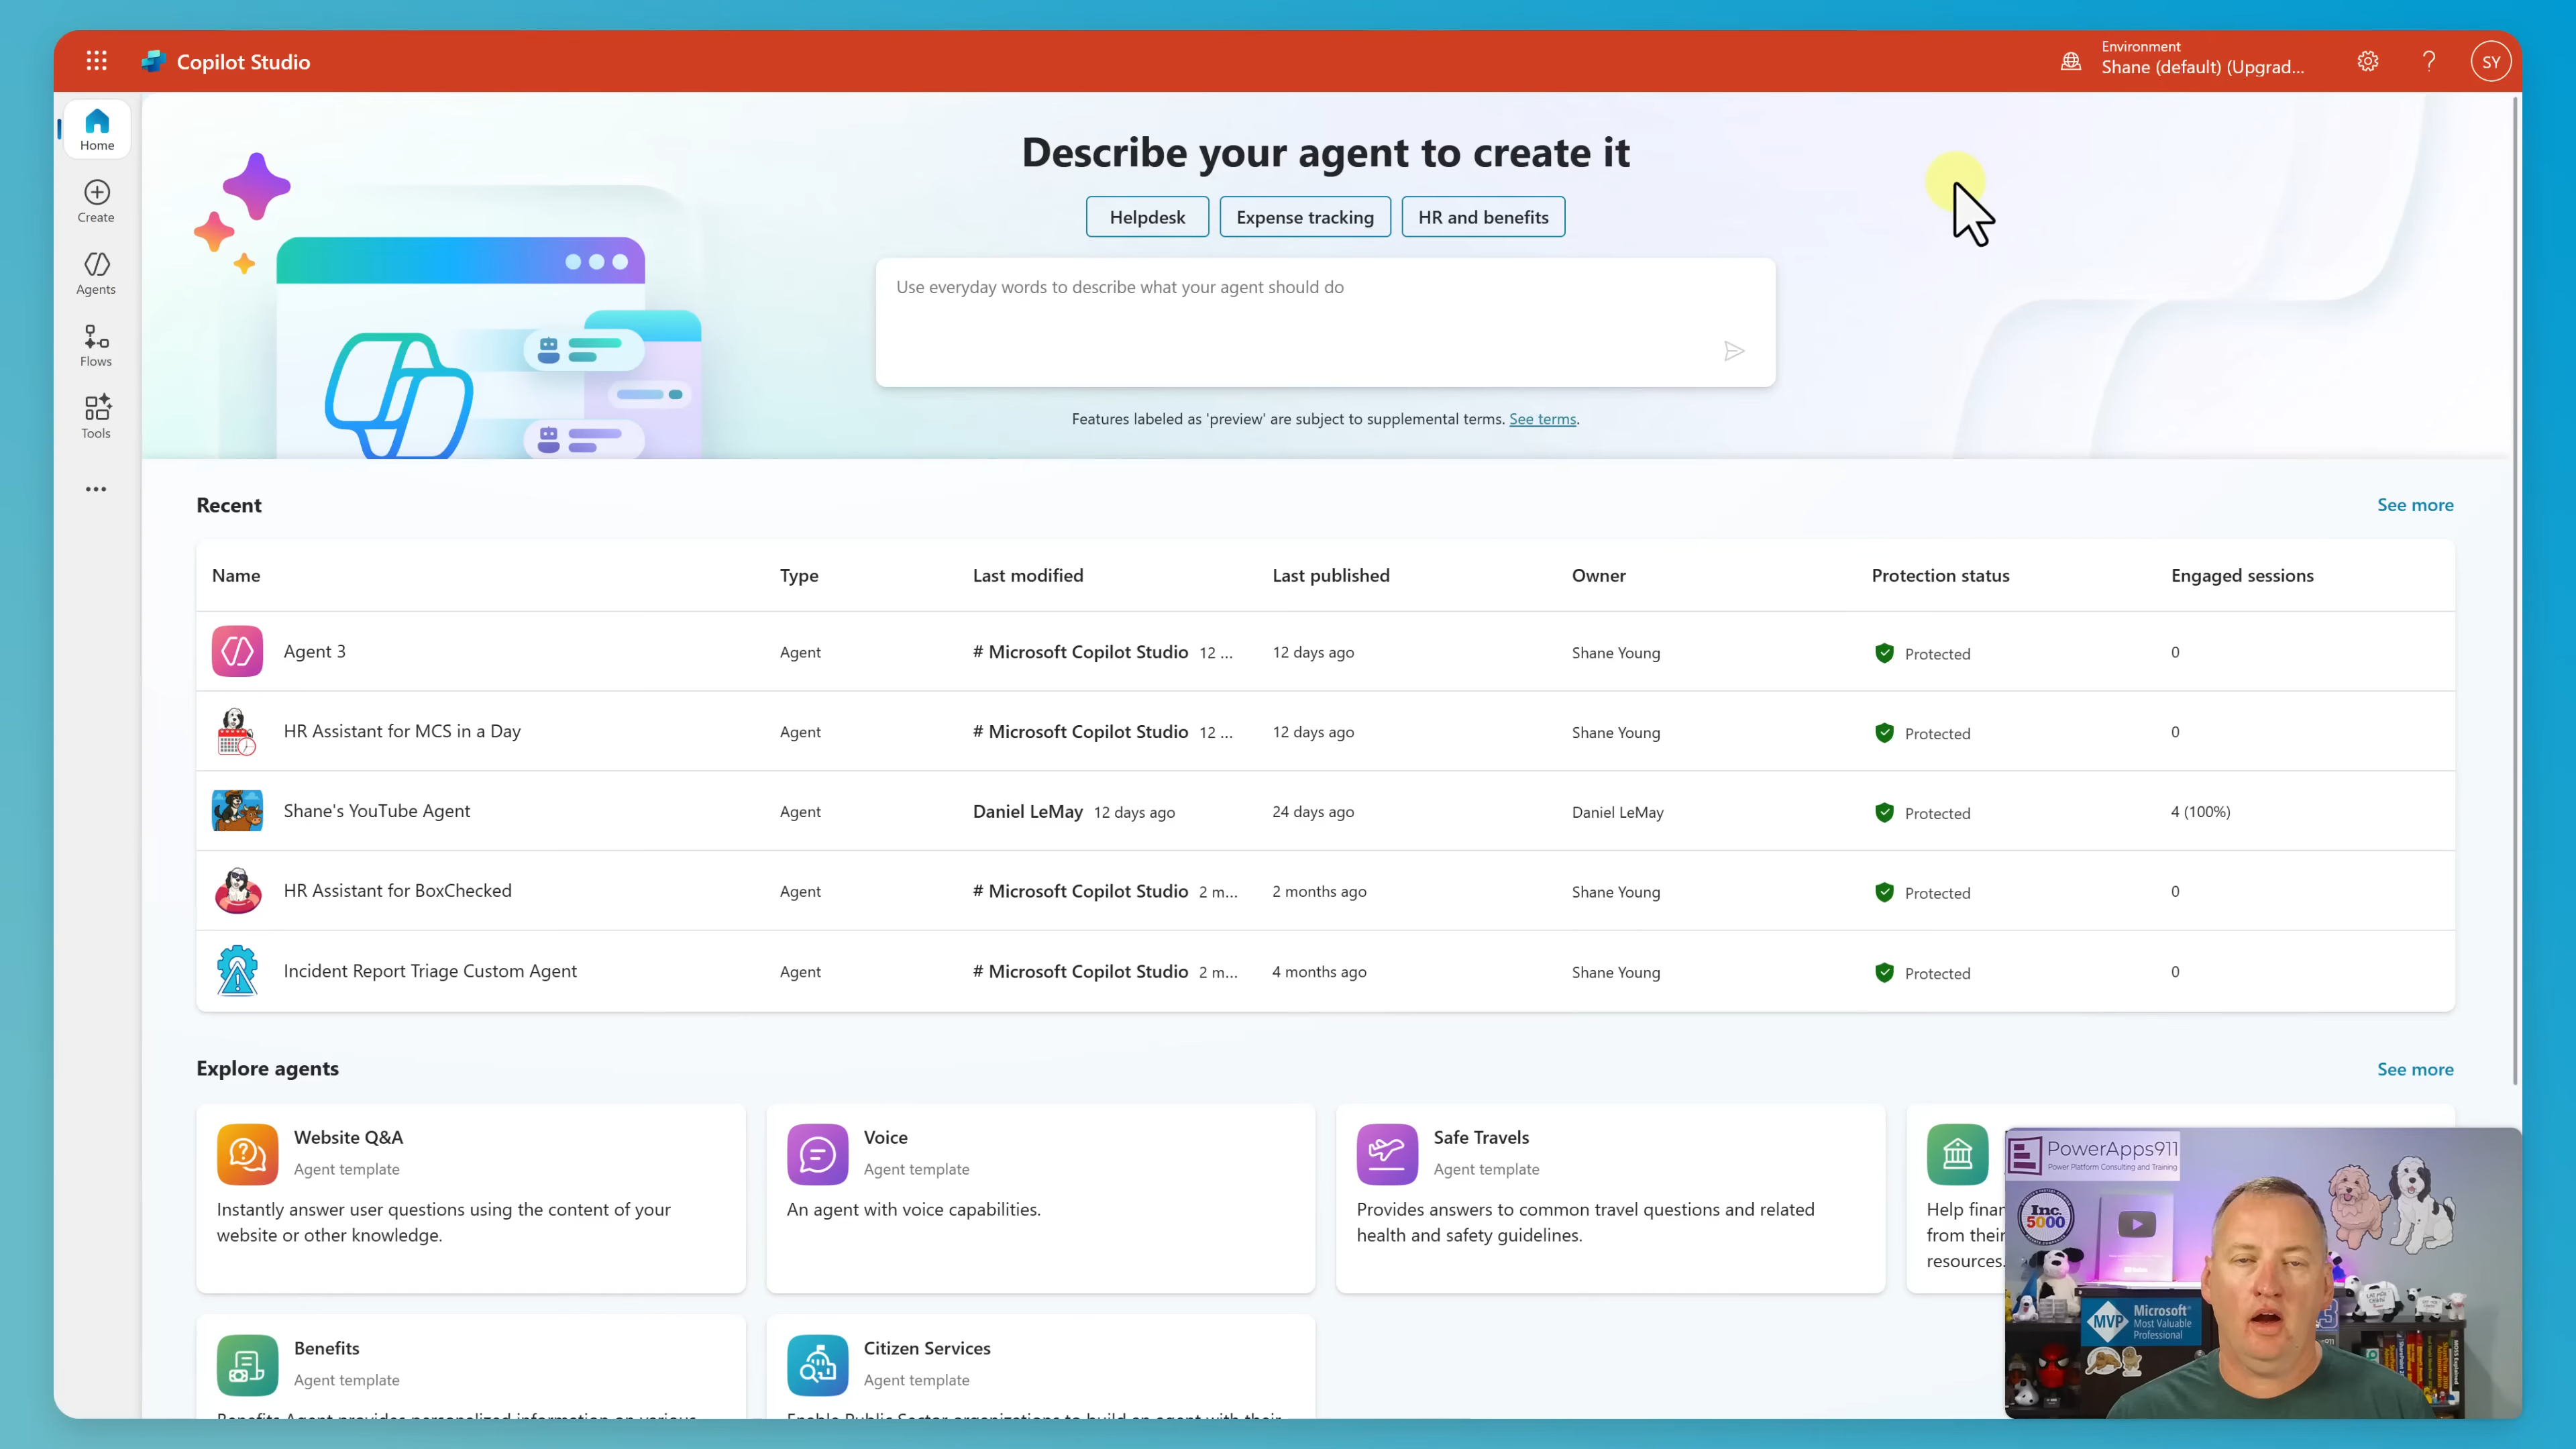 Copilot Studio
Environment
Shane (default) (Upgrad...
SY
Home
Create
Agents
Flows
Tools
Describe your agent to create it
Helpdesk
Expense tracking
HR and benefits
Use everyday words to describe what your agent should do
Features labeled as 'preview' are subject to supplemental terms. See terms.
Recent
See more
Name Type Last modified Last published Owner Protection status Engaged sessions
Agent 3 Agent # Microsoft Copilot Studio 12 ... 12 days ago Shane Young Protected 0
HR Assistant for MCS in a Day Agent # Microsoft Copilot Studio 12 ... 12 days ago Shane Young Protected 0
Shane's YouTube Agent Agent Daniel LeMay 12 days ago 24 days ago Daniel LeMay Protected 4 (100%)
HR Assistant for BoxChecked Agent # Microsoft Copilot Studio 2 m... 2 months ago Shane Young Protected 0
Incident Report Triage Custom Agent Agent # Microsoft Copilot Studio 2 m... 4 months ago Shane Young Protected 0
Explore agents
See more
Website Q&A
Agent template
Instantly answer user questions using the content of your
website or other knowledge.
Voice
Agent template
An agent with voice capabilities.
Safe Travels
Agent template
Provides answers to common travel questions and related
health and safety guidelines.
Help finan
from their
resources.
Benefits
Agent template
Citizen Services
Agent template
PowerApps911
Power Platform Consulting and Training
Inc.
5000
MVP
Microsoft®
Most Valuable
Professional